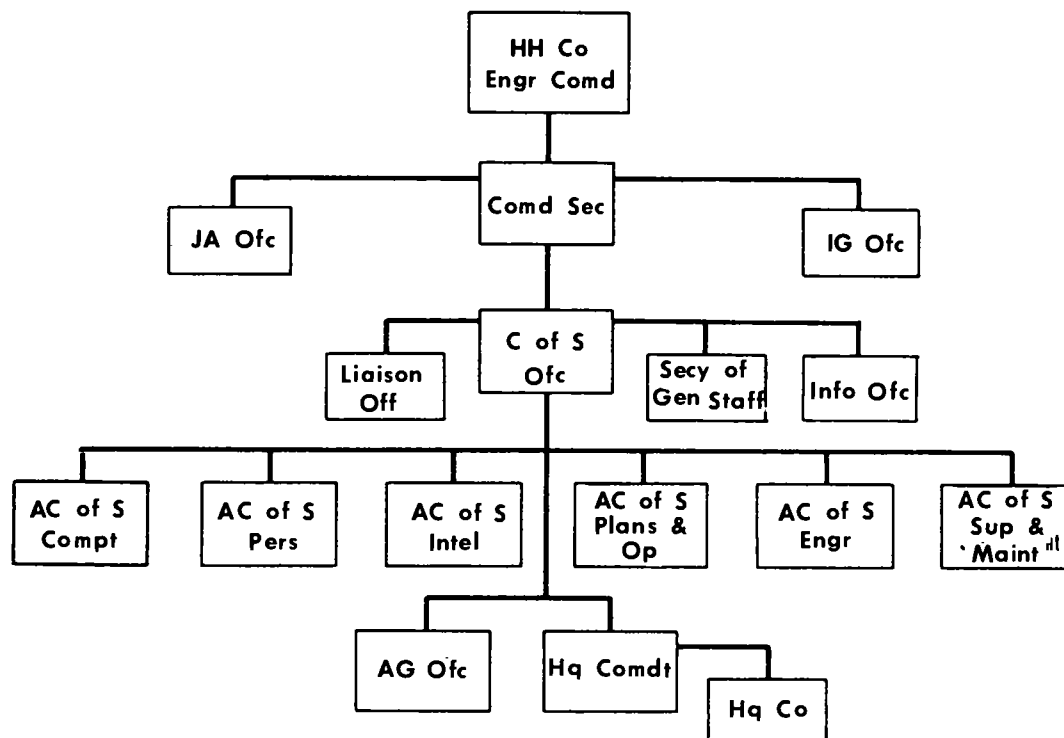 HH Co
Engr Comd
JA Ofc
Comd Sec
IG Ofc
Liaison
Off
C of S
Ofc
Secy of
Gen Staff
Info Ofc
AC of S
Compt
AC of S
Pers
AC of S
Intel
AC of S
Plans &
Op
AC of S
Engr
AC of S
Sup &
Maint
AG Ofc
Hq Comdt
Hq Co